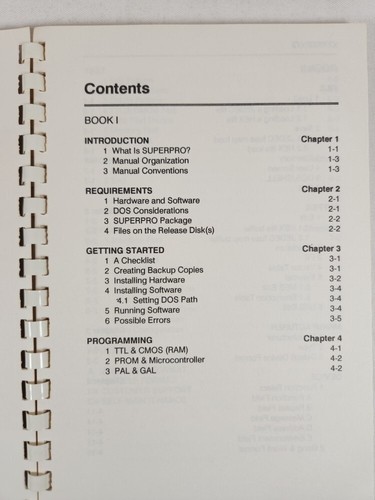 Contents
BOOK I
INTRODUCTION Chapter 1
1 What Is SUPERPRO? 1-1
2 Manual Organization 1-3
3 Manual Conventions 1-3
REQUIREMENTS Chapter 2
1 Hardware and Software 2-1
2 DOS Considerations 2-1
3 SUPERPRO Package 2-2
4 Files on the Release Disk(s) 2-2
GETTING STARTED Chapter 3
1 A Checklist 3-1
2 Creating Backup Copies 3-1
3 Installing Hardware 3-2
4 Installing Software 3-4
4.1 Setting DOS Path 3-4
5 Running Software 3-4
6 Possible Errors 3-5
PROGRAMMING Chapter 4
1 TTL & CMOS (RAM) 4-1
2 PROM & Microcontroller 4-2
3 PAL & GAL 4-2